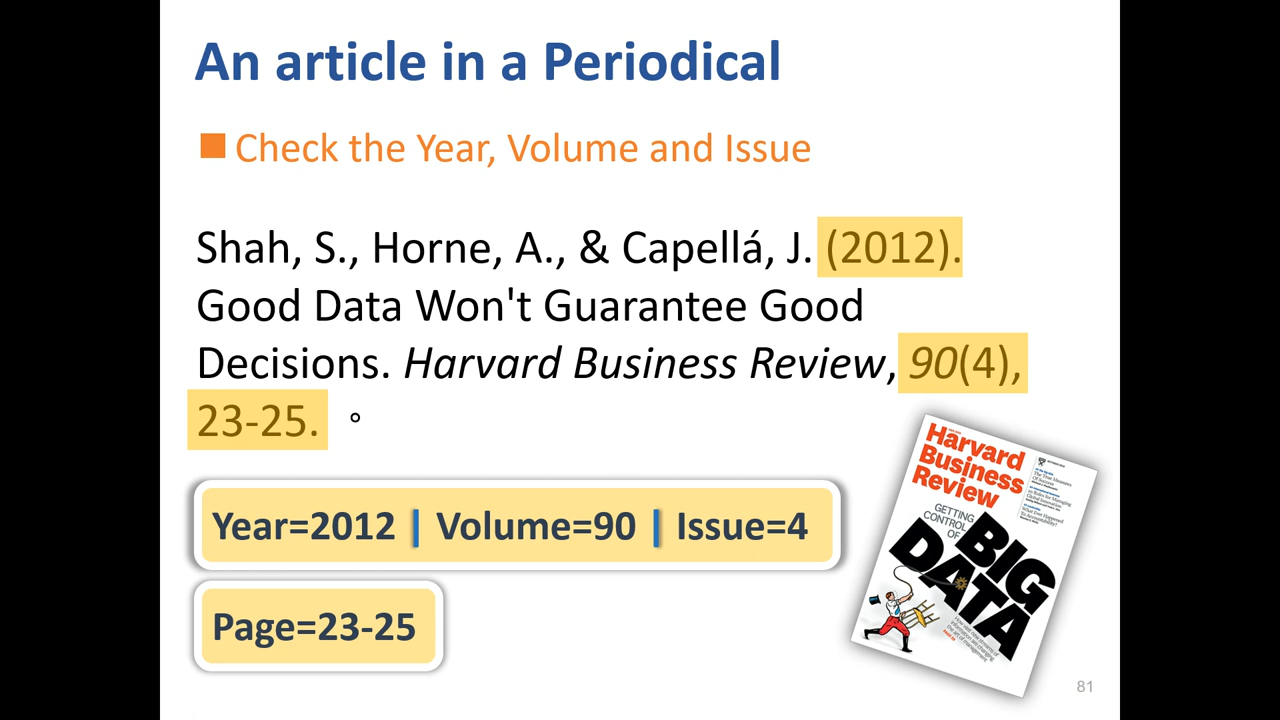 An article in a Periodical
Check the Year, Volume and Issue
Shah, S., Horne, A., & Capellá, J. (2012).
Good Data Won't Guarantee Good
Decisions. Harvard Business Review, 90(4),
23-25.
Year=2012 | Volume=90 | Issue=4
Page=23-25
Harvard
Business
Review
GETTING
CONTROL
OF
BIG
DATA
81